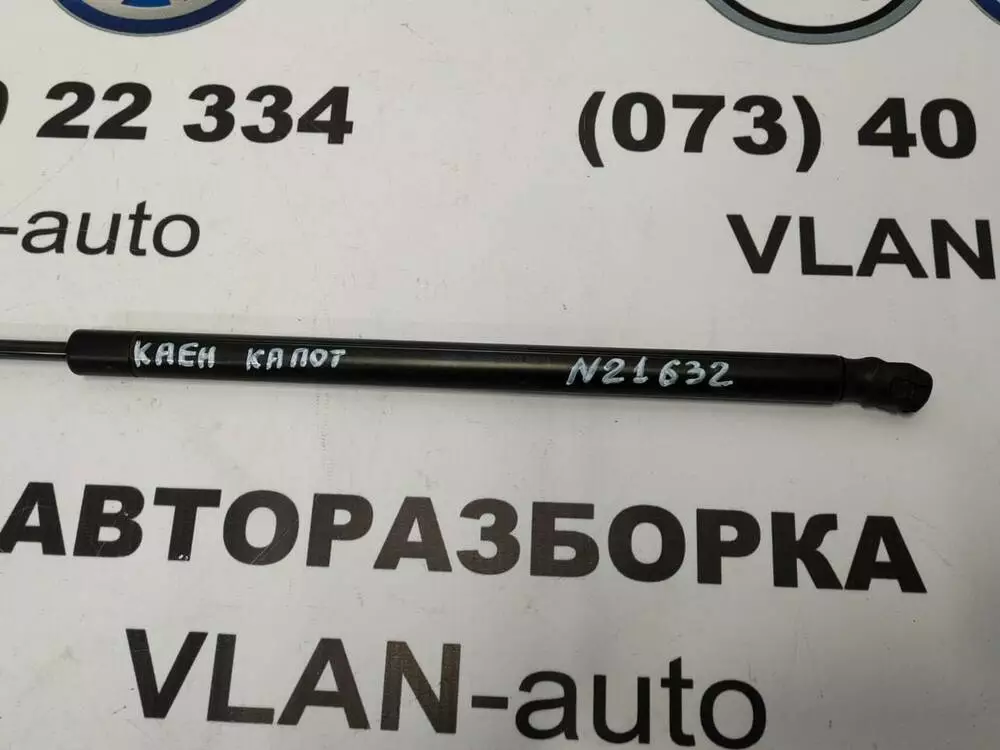 22 334
(073) 40
-auto
VLAN
КАЕН КАПОТ N21632
АВТОРАЗБОРКА
VLAN-auto